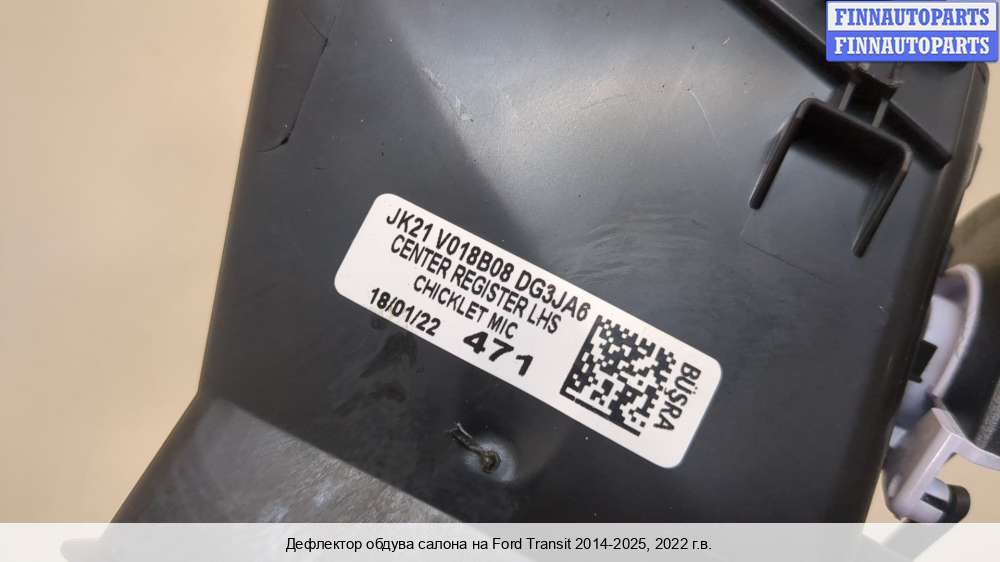 FINNAUTOPARTS
FINNAUTOPARTS
JK21 V018B08 DG3JA6
CENTER REGISTER LHS
CHICKLET MIC
18/01/22 471
BÜŞRA
Дефлектор обдува салона на Ford Transit 2014-2025, 2022 г.в.